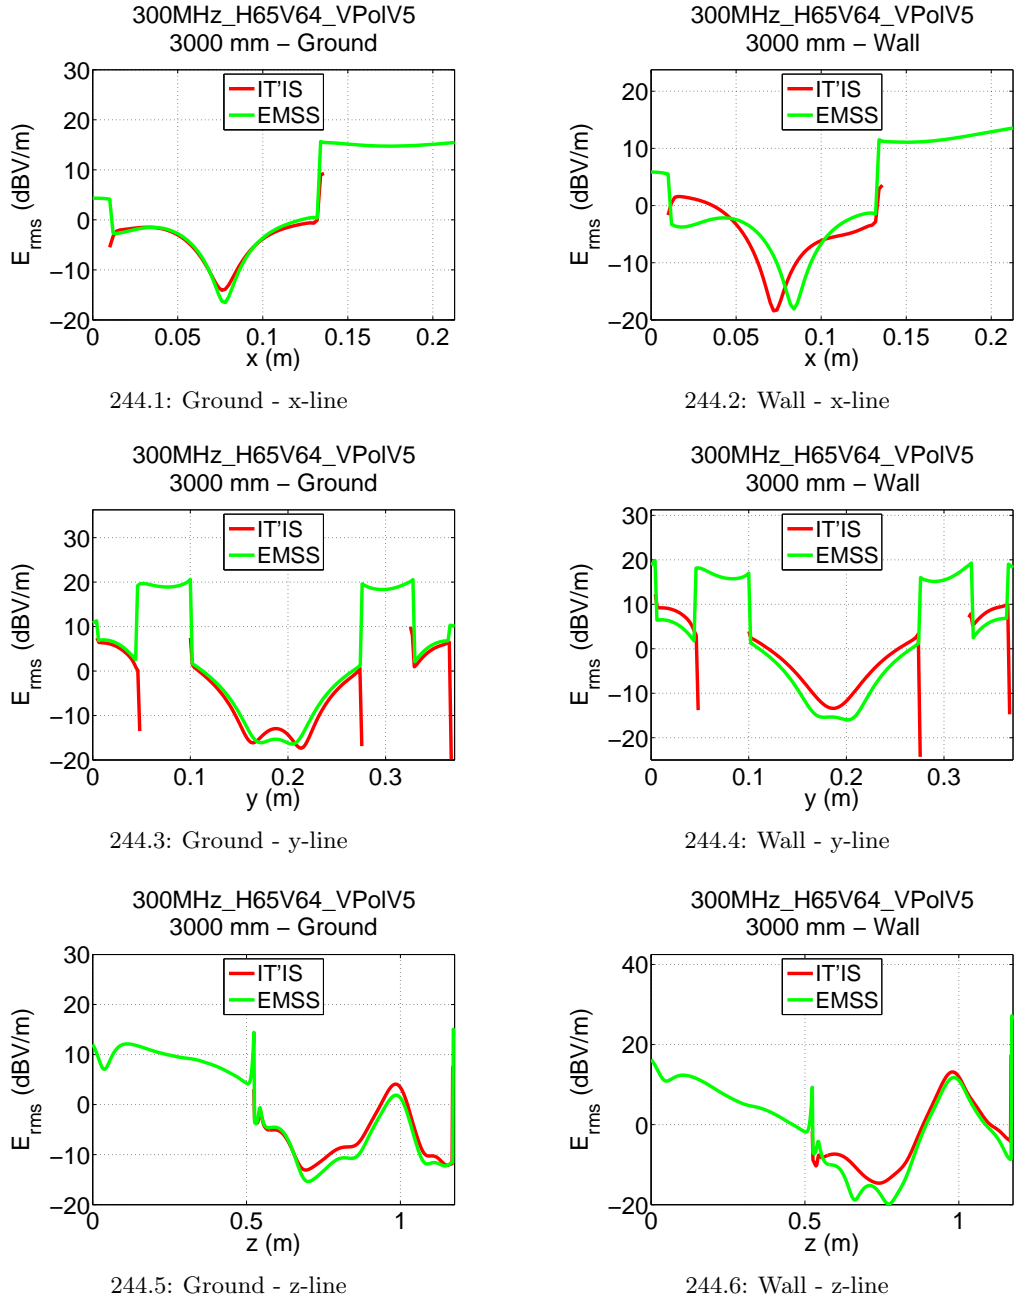 300MHz_H65V64_VPolV5
3000 mm – Ground
IT'IS
EMSS
30
20
10
0
−10
−20
E_rms (dBV/m)
0
0.05
0.1
0.15
0.2
x (m)
244.1: Ground - x-line
300MHz_H65V64_VPolV5
3000 mm – Wall
IT'IS
EMSS
20
10
0
−10
−20
E_rms (dBV/m)
0
0.05
0.1
0.15
0.2
x (m)
244.2: Wall - x-line
300MHz_H65V64_VPolV5
3000 mm – Ground
IT'IS
EMSS
30
20
10
0
−10
−20
E_rms (dBV/m)
0
0.1
0.2
0.3
y (m)
244.3: Ground - y-line
300MHz_H65V64_VPolV5
3000 mm – Wall
IT'IS
EMSS
30
20
10
0
−10
−20
E_rms (dBV/m)
0
0.1
0.2
0.3
y (m)
244.4: Wall - y-line
300MHz_H65V64_VPolV5
3000 mm – Ground
IT'IS
EMSS
30
20
10
0
−10
−20
E_rms (dBV/m)
0
0.5
1
z (m)
244.5: Ground - z-line
300MHz_H65V64_VPolV5
3000 mm – Wall
IT'IS
EMSS
40
20
0
−20
E_rms (dBV/m)
0
0.5
1
z (m)
244.6: Wall - z-line